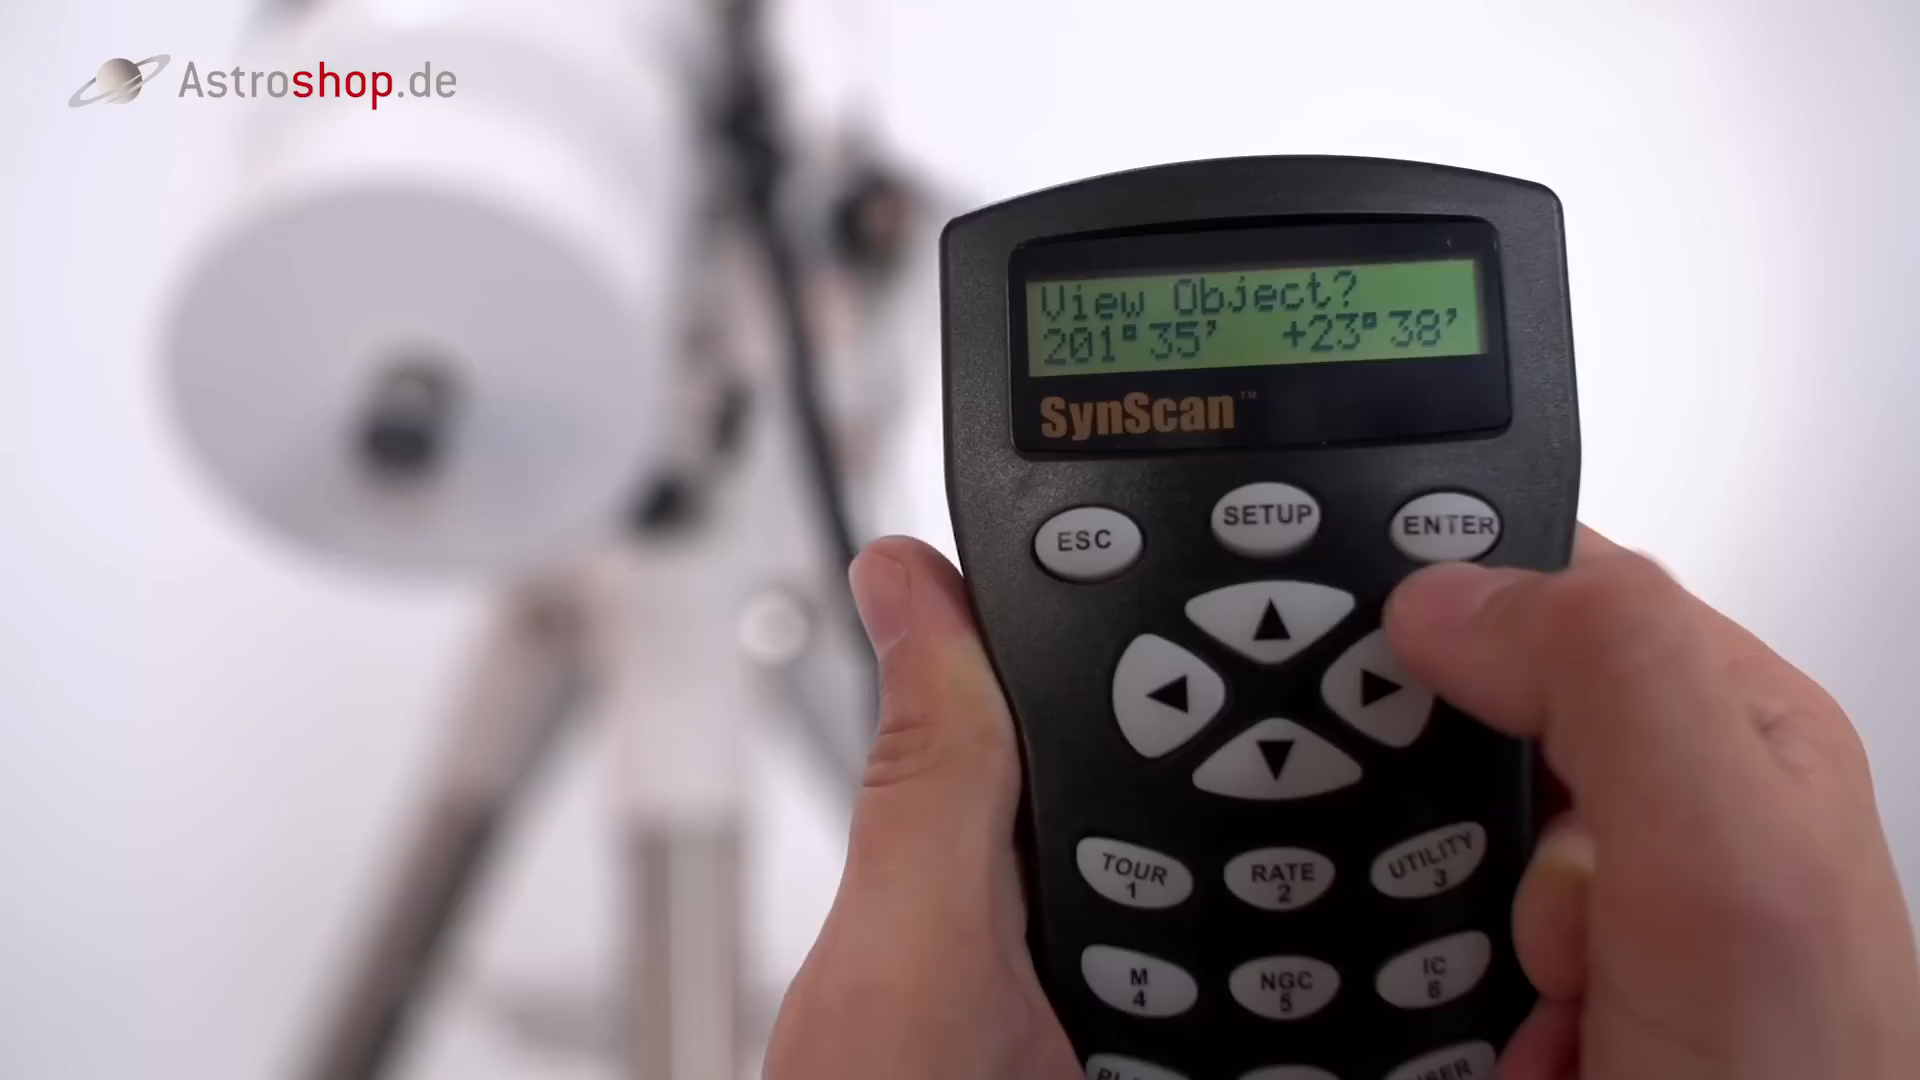 Astroshop.de
View Object?
201°35' +23°38'
SynScan™
ESC
SETUP
ENTER
TOUR
1
RATE
2
UTILITY
3
M
4
NGC
5
IC
6